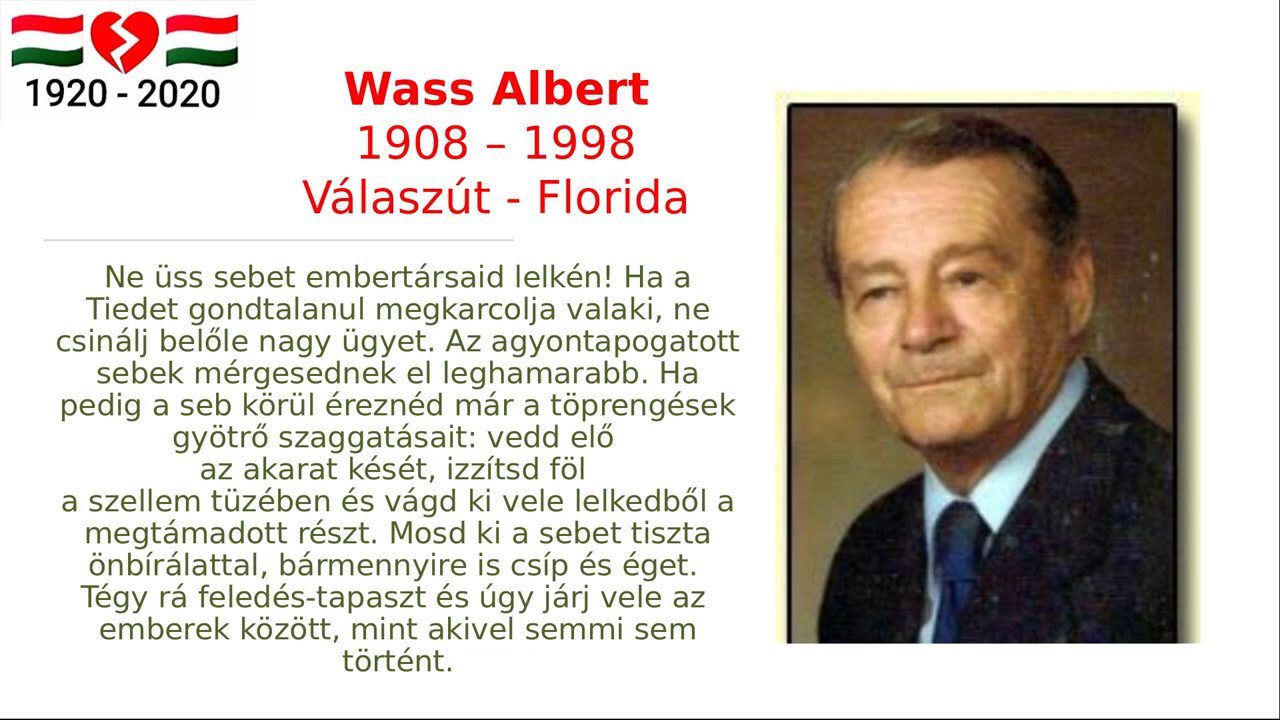 1920 - 2020
Wass Albert
1908 – 1998
Válaszút - Florida
Ne üss sebet embertársaid lelkén! Ha a
Tiedet gondtalanul megkarcolja valaki, ne
csinálj belőle nagy ügyet. Az agyontapogatott
sebek mérgesednek el leghamarabb. Ha
pedig a seb körül éreznéd már a töprengések
gyötrő szaggatásait: vedd elő
az akarat kését, izzítsd föl
a szellem tüzében és vágd ki vele lelkedből a
megtámadott részt. Mosd ki a sebet tiszta
önbírálattal, bármennyire is csíp és éget.
Tégy rá feledés-tapaszt és úgy járj vele az
emberek között, mint akivel semmi sem
történt.